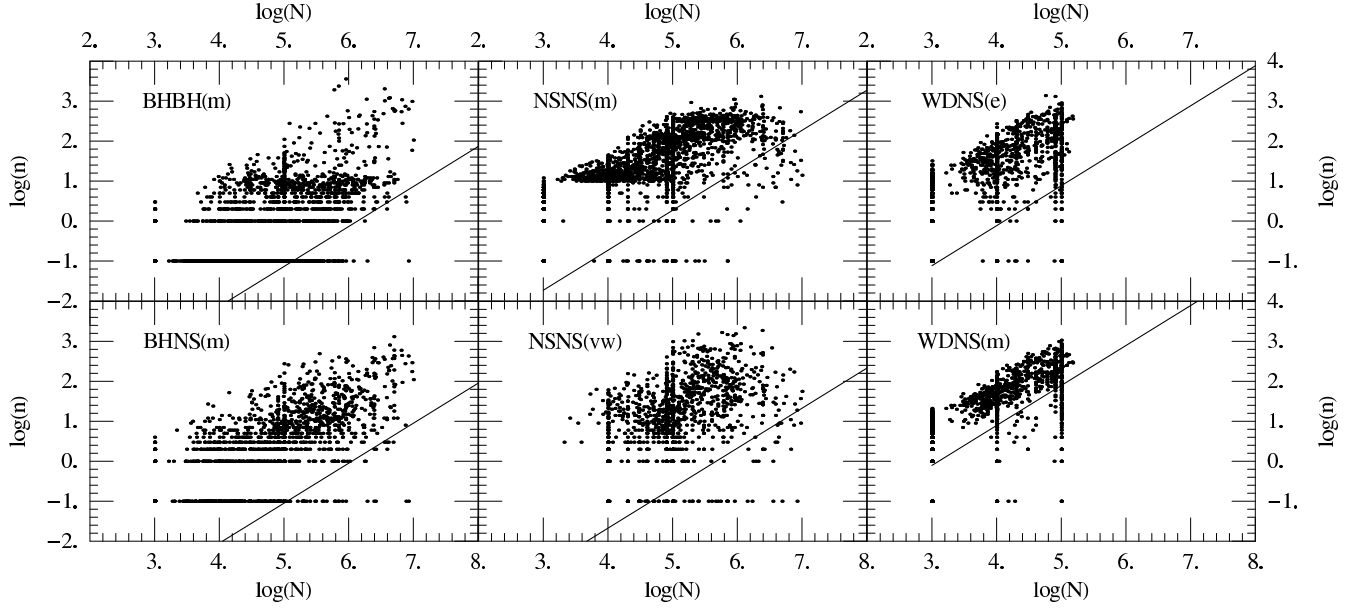 log(N) log(N) log(N)
2. 3. 4. 5. 6. 7. 2. 3. 4. 5. 6. 7. 2. 3. 4. 5. 6. 7.
BHBH(m) NSNS(m) WDNS(e)
3. 2. 1. 0. −1. −2.
log(n)
4. 3. 2. 1. 0. −1.
log(n)
BHNS(m) NSNS(vw) WDNS(m)
3. 2. 1. 0. −1. −2.
log(n)
4. 3. 2. 1. 0. −1.
log(n)
3. 4. 5. 6. 7. 8. 3. 4. 5. 6. 7. 8. 3. 4. 5. 6. 7. 8.
log(N) log(N) log(N)